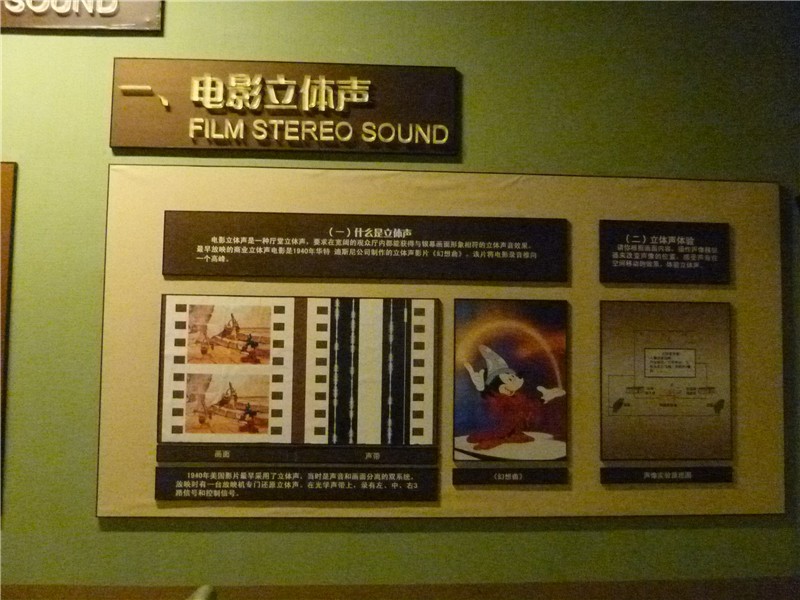 SOUND
一、电影立体声
FILM STEREO SOUND
（一）什么是立体声
电影立体声是一种厅堂立体声，要求在宽阔的观众厅内都能获得与银幕画面形象相符的立体声音效果。
最早放映的商业立体声电影是1940年华特 迪斯尼公司制作的立体声影片《幻想曲》，该片将电影录音推向
一个高峰。
（二）立体声体验
画面
声带
1940年美国影片最早采用了立体声，当时是声音和画面分离的双系统，
放映时有一台放映机专门还原立体声，在光学声带上，录有左、中、右3
路信号和控制信号。
《幻想曲》